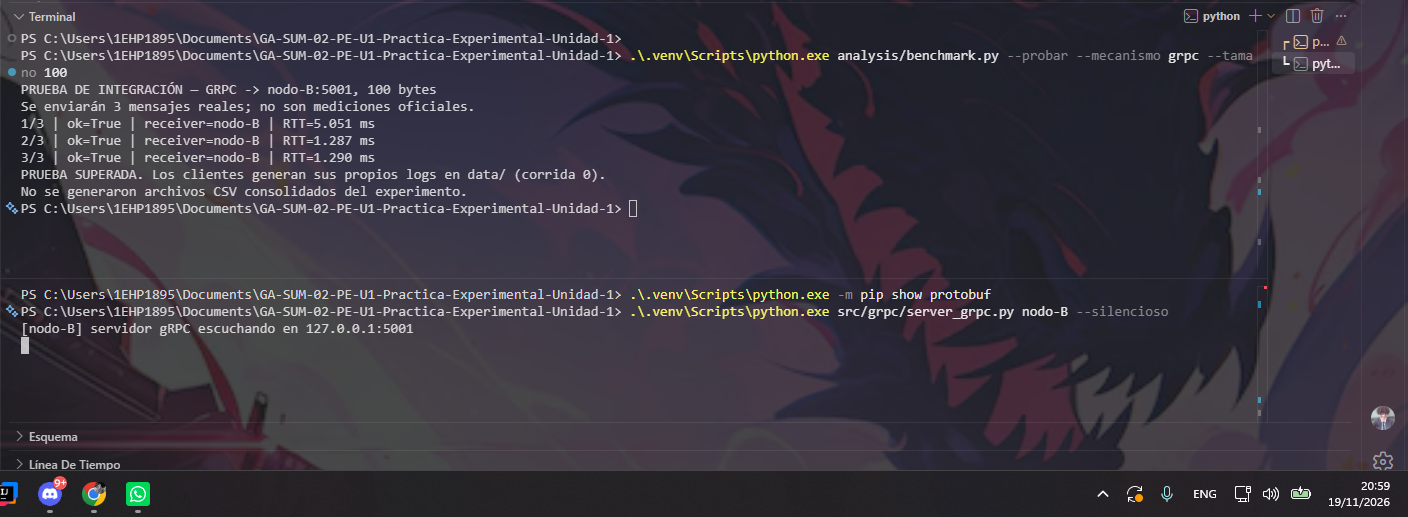 Terminal
python
PS C:\Users\1EHP1895\Documents\GA-SUM-02-PE-U1-Practica-Experimental-Unidad-1>
p...
PS C:\Users\1EHP1895\Documents\GA-SUM-02-PE-U1-Practica-Experimental-Unidad-1> .\.venv\Scripts\python.exe analysis/benchmark.py --probar --mecanismo grpc --tama
pyt...
no 100
PRUEBA DE INTEGRACIÓN — GRPC -> nodo-B:5001, 100 bytes
Se enviarán 3 mensajes reales; no son mediciones oficiales.
1/3 | ok=True | receiver=nodo-B | RTT=5.051 ms
2/3 | ok=True | receiver=nodo-B | RTT=1.287 ms
3/3 | ok=True | receiver=nodo-B | RTT=1.290 ms
PRUEBA SUPERADA. Los clientes generan sus propios logs en data/ (corrida 0).
No se generaron archivos CSV consolidados del experimento.
PS C:\Users\1EHP1895\Documents\GA-SUM-02-PE-U1-Practica-Experimental-Unidad-1>
PS C:\Users\1EHP1895\Documents\GA-SUM-02-PE-U1-Practica-Experimental-Unidad-1> .\.venv\Scripts\python.exe -m pip show protobuf
PS C:\Users\1EHP1895\Documents\GA-SUM-02-PE-U1-Practica-Experimental-Unidad-1> .\.venv\Scripts\python.exe src/grpc/server_grpc.py nodo-B --silencioso
[nodo-B] servidor gRPC escuchando en 127.0.0.1:5001
Esquema
Línea De Tiempo
IJ
9+
ENG
20:59
19/11/2026